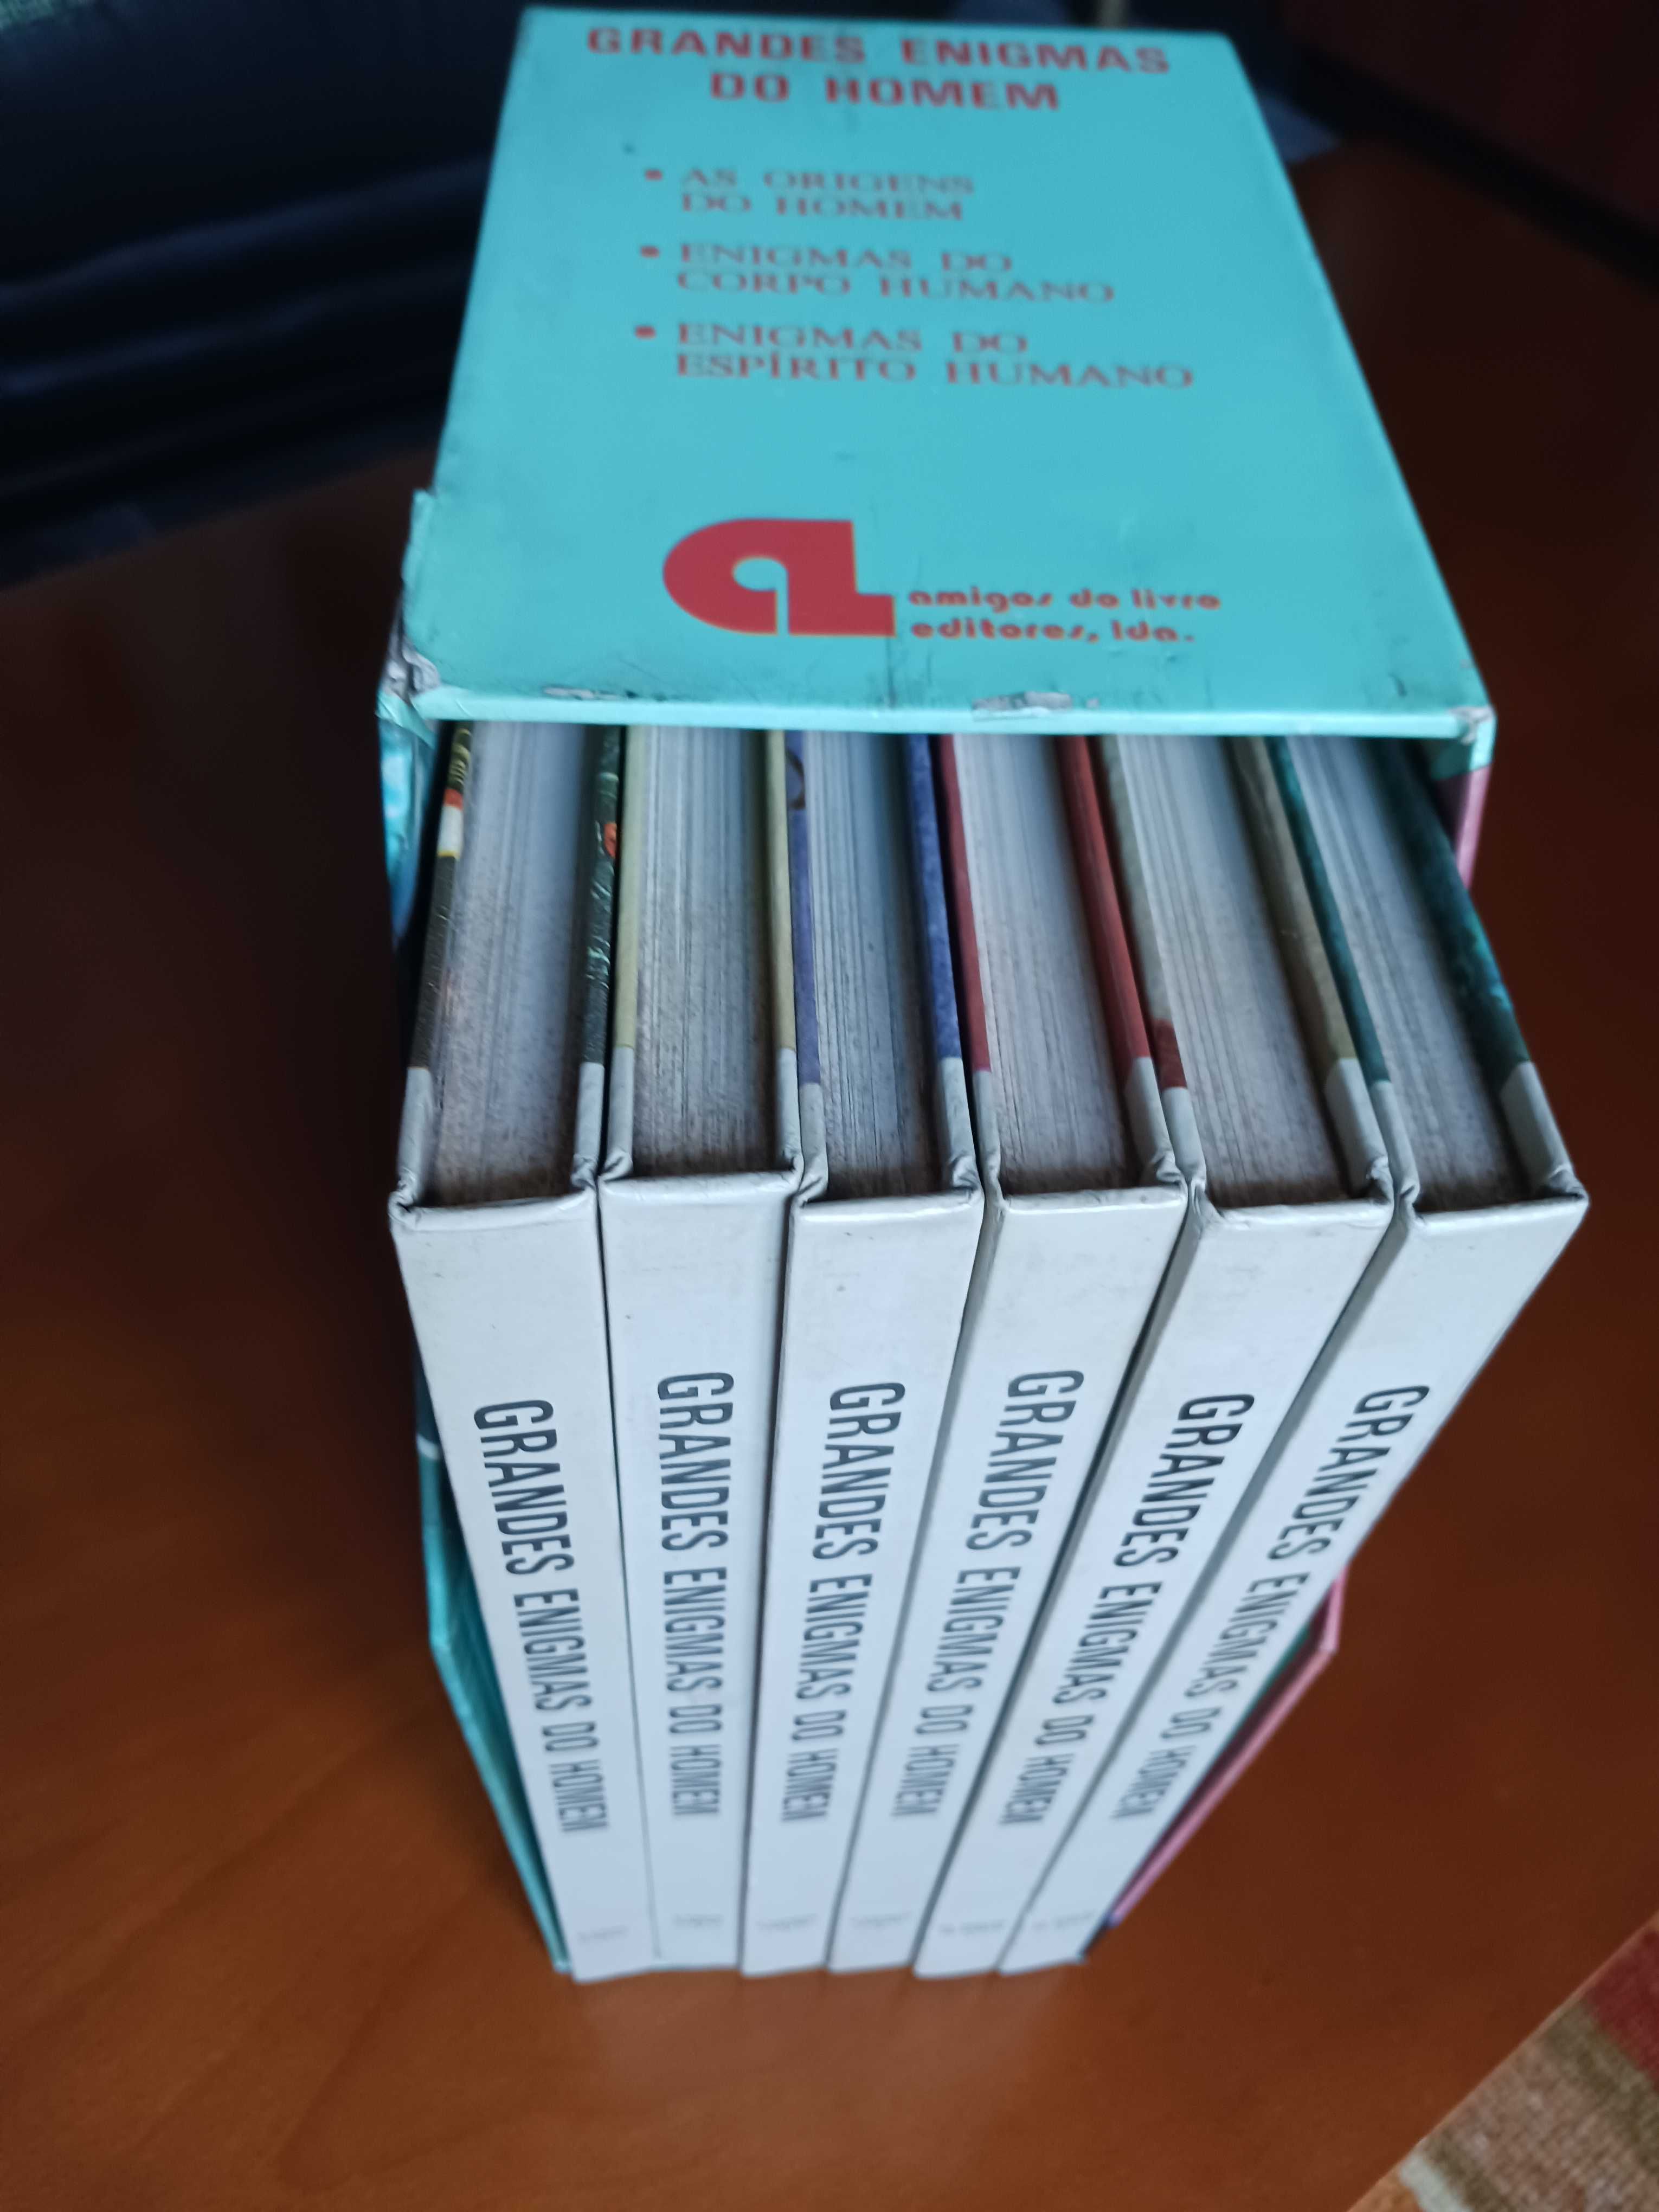 GRANDES ENIGMAS
DO HOMEM
• AS ORIGENS
DO HOMEM
• ENIGMAS DO
CORPO HUMANO
• ENIGMAS DO
ESPÍRITO HUMANO
amigos do livro
editores, lda.
GRANDES ENIGMAS DO HOMEM
GRANDES ENIGMAS DO HOMEM
GRANDES ENIGMAS DO HOMEM
GRANDES ENIGMAS DO HOMEM
GRANDES ENIGMAS DO HOMEM
GRANDES ENIGMAS DO HOMEM